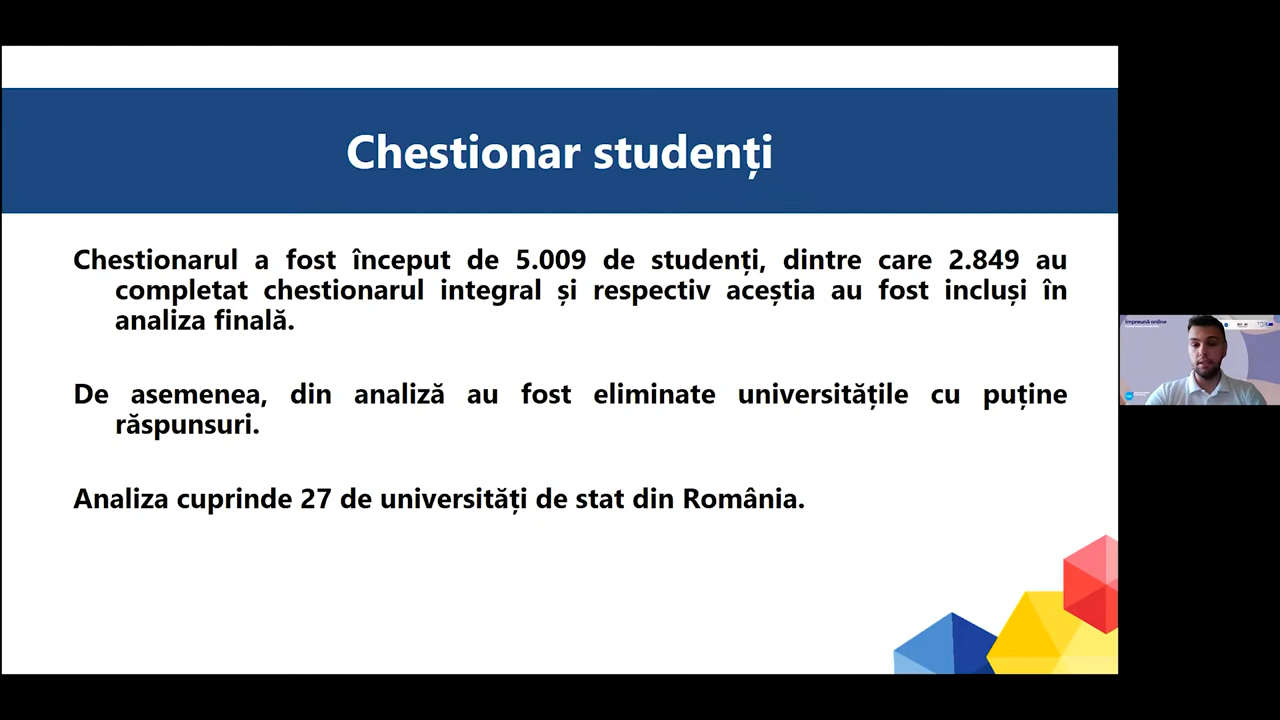 Chestionar studenți
Chestionarul a fost început de 5.009 de studenți, dintre care 2.849 au
completat chestionarul integral și respectiv aceștia au fost incluși în
analiza finală.
De asemenea, din analiză au fost eliminate universitățile cu puține
răspunsuri.
Analiza cuprinde 27 de universități de stat din România.
Împreună online